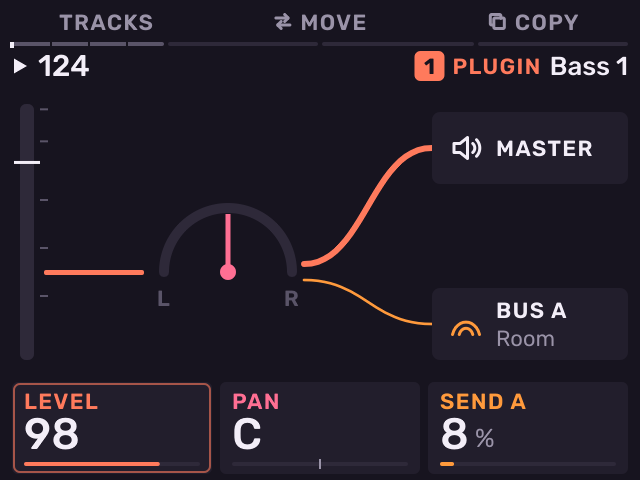 TRACKS MOVE COPY
124 1 PLUGIN Bass 1
MASTER
L R
BUS A
Room
LEVEL PAN SEND A
98 C 8 %